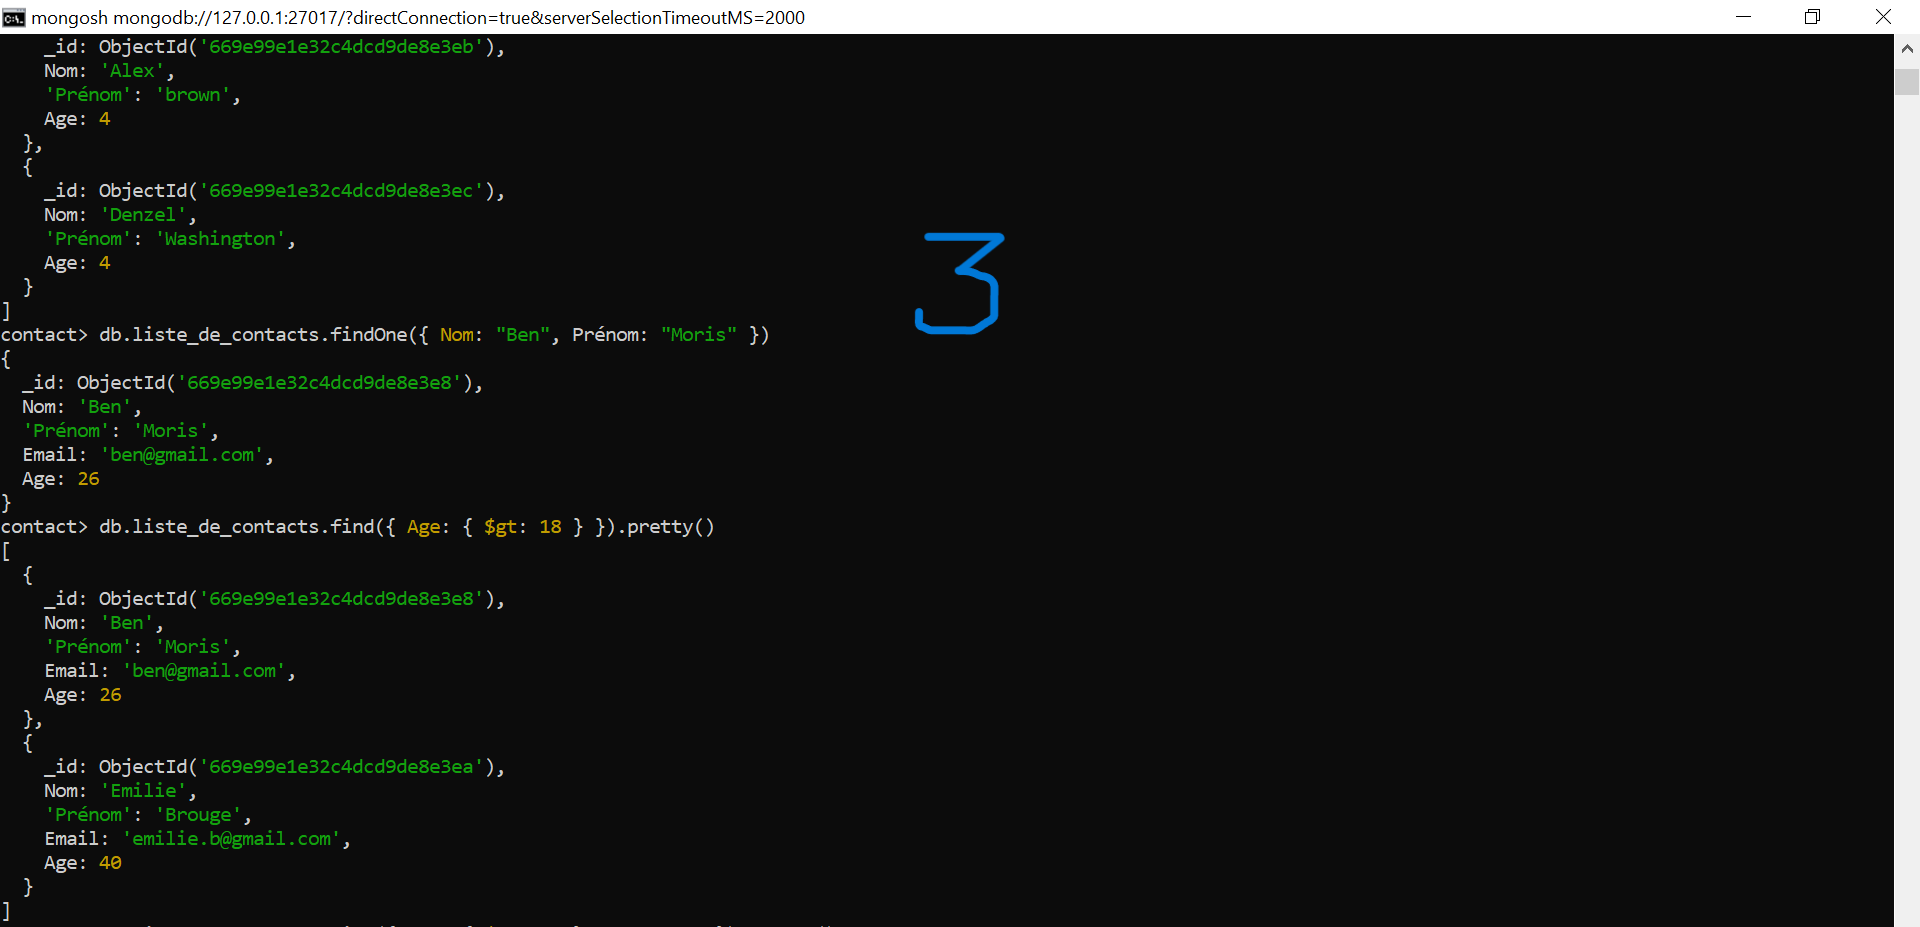 mongosh mongodb://127.0.0.1:27017/?directConnection=true&serverSelectionTimeoutMS=2000
    _id: ObjectId('669e99e1e32c4dcd9de8e3eb'),
    Nom: 'Alex',
    'Prénom': 'brown',
    Age: 4
  },
  {
    _id: ObjectId('669e99e1e32c4dcd9de8e3ec'),
    Nom: 'Denzel',
    'Prénom': 'Washington',
    Age: 4
  }
]
3
contact> db.liste_de_contacts.findOne({ Nom: "Ben", Prénom: "Moris" })
{
  _id: ObjectId('669e99e1e32c4dcd9de8e3e8'),
  Nom: 'Ben',
  'Prénom': 'Moris',
  Email: 'ben@gmail.com',
  Age: 26
}
contact> db.liste_de_contacts.find({ Age: { $gt: 18 } }).pretty()
[
  {
    _id: ObjectId('669e99e1e32c4dcd9de8e3e8'),
    Nom: 'Ben',
    'Prénom': 'Moris',
    Email: 'ben@gmail.com',
    Age: 26
  },
  {
    _id: ObjectId('669e99e1e32c4dcd9de8e3ea'),
    Nom: 'Emilie',
    'Prénom': 'Brouge',
    Email: 'emilie.b@gmail.com',
    Age: 40
  }
]